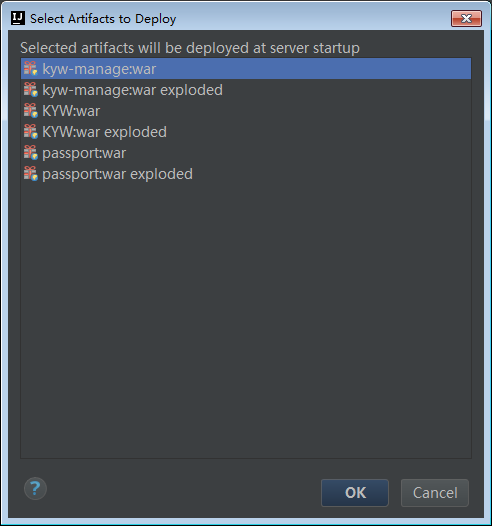 IJ
Select Artifacts to Deploy
Selected artifacts will be deployed at server startup
kyw-manage:war
kyw-manage:war exploded
KYW:war
KYW:war exploded
passport:war
passport:war exploded
?
OK
Cancel